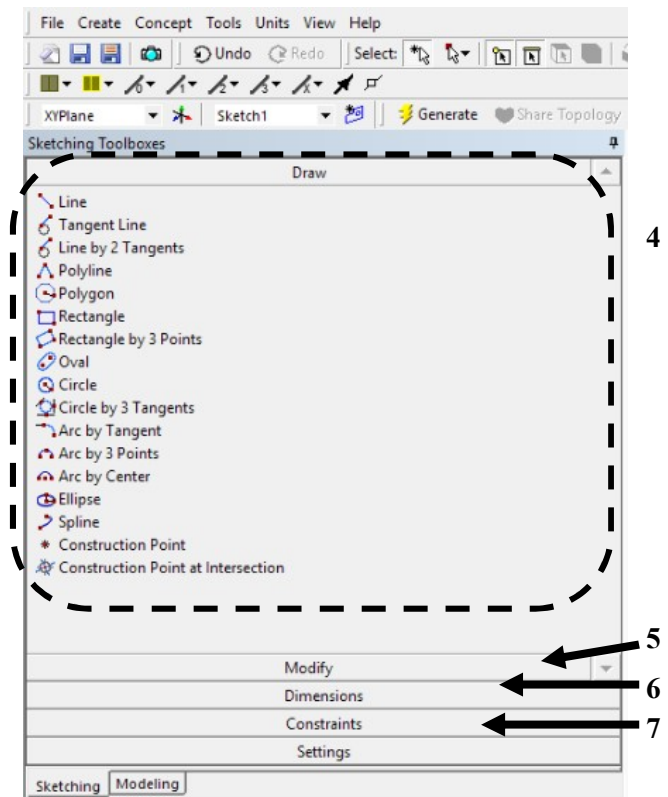 File Create Concept Tools Units View Help
Undo Redo Select:
XYPlane Sketch1 Generate Share Topology
Sketching Toolboxes
Draw
Line
Tangent Line
4
Line by 2 Tangents
Polyline
Polygon
Rectangle
Rectangle by 3 Points
Oval
Circle
Circle by 3 Tangents
Arc by Tangent
Arc by 3 Points
Arc by Center
Ellipse
Spline
Construction Point
Construction Point at Intersection
5
Modify
6
Dimensions
Constraints
7
Settings
Sketching Modeling